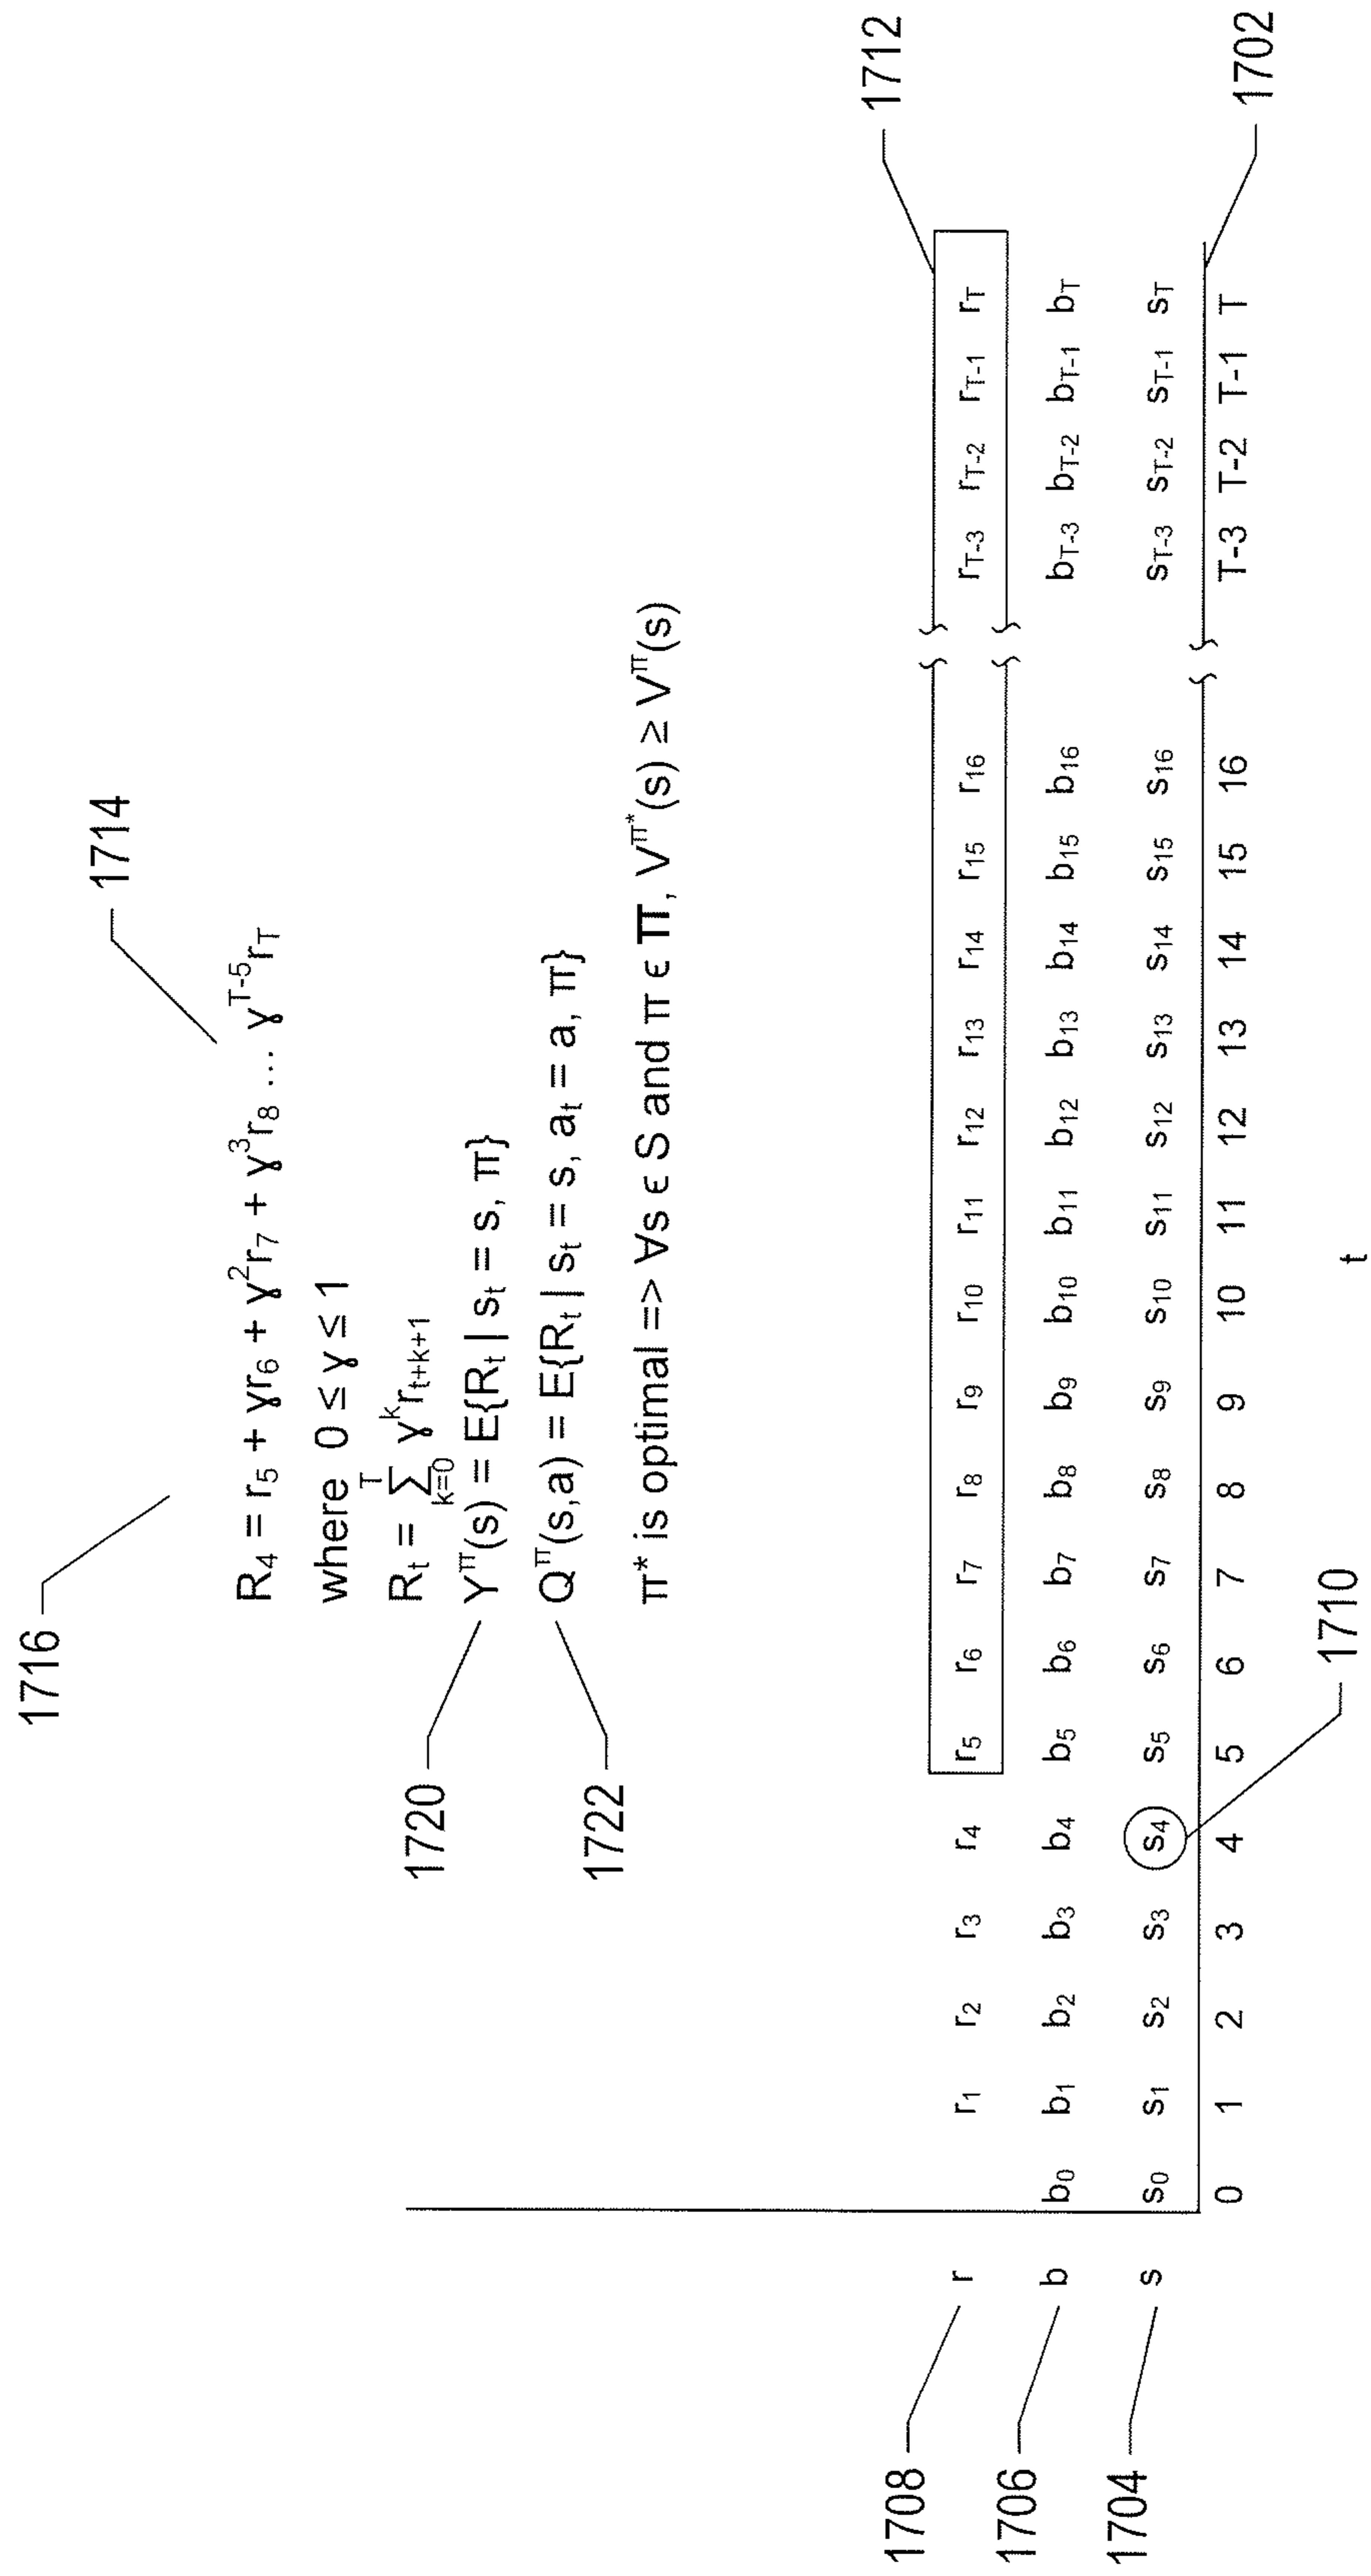 1716
1714
R₄ = r₅ + γr₆ + γ²r₇ + γ³r₈ .... γᵀ⁻⁵r_T
where 0 ≤ γ ≤ 1
R_t = ∑_{k=0}^{T} γᵏr_{t+k+1}
1720
Y^π(s) = E{R_t | s_t = s, π}
1722
Q^π(s,a) = E{R_t | s_t = s, a_t = a, π}
π* is optimal => ∀s ϵ S and π ϵ π, V^π*(s) ≥ V^π(s)
1712
1708
r r₁ r₂ r₃ r₄ r₅ r₆ r₇ r₈ r₉ r₁₀ r₁₁ r₁₂ r₁₃ r₁₄ r₁₅ r₁₆ r_{T-3} r_{T-2} r_{T-1} r_T
1706
b b₀ b₁ b₂ b₃ b₄ b₅ b₆ b₇ b₈ b₉ b₁₀ b₁₁ b₁₂ b₁₃ b₁₄ b₁₅ b₁₆ b_{T-3} b_{T-2} b_{T-1} b_T
1704
s s₀ s₁ s₂ s₃ s₄ s₅ s₆ s₇ s₈ s₉ s₁₀ s₁₁ s₁₂ s₁₃ s₁₄ s₁₅ s₁₆ s_{T-3} s_{T-2} s_{T-1} s_T
0 1 2 3 4 5 6 7 8 9 10 11 12 13 14 15 16 T-3 T-2 T-1 T
1702
1710
t